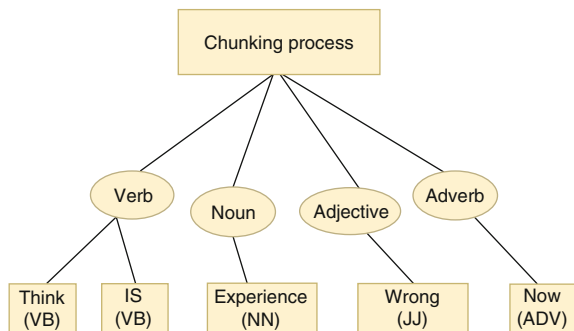 Chunking process
Verb
Noun
Adjective
Adverb
Think
(VB)
IS
(VB)
Experience
(NN)
Wrong
(JJ)
Now
(ADV)